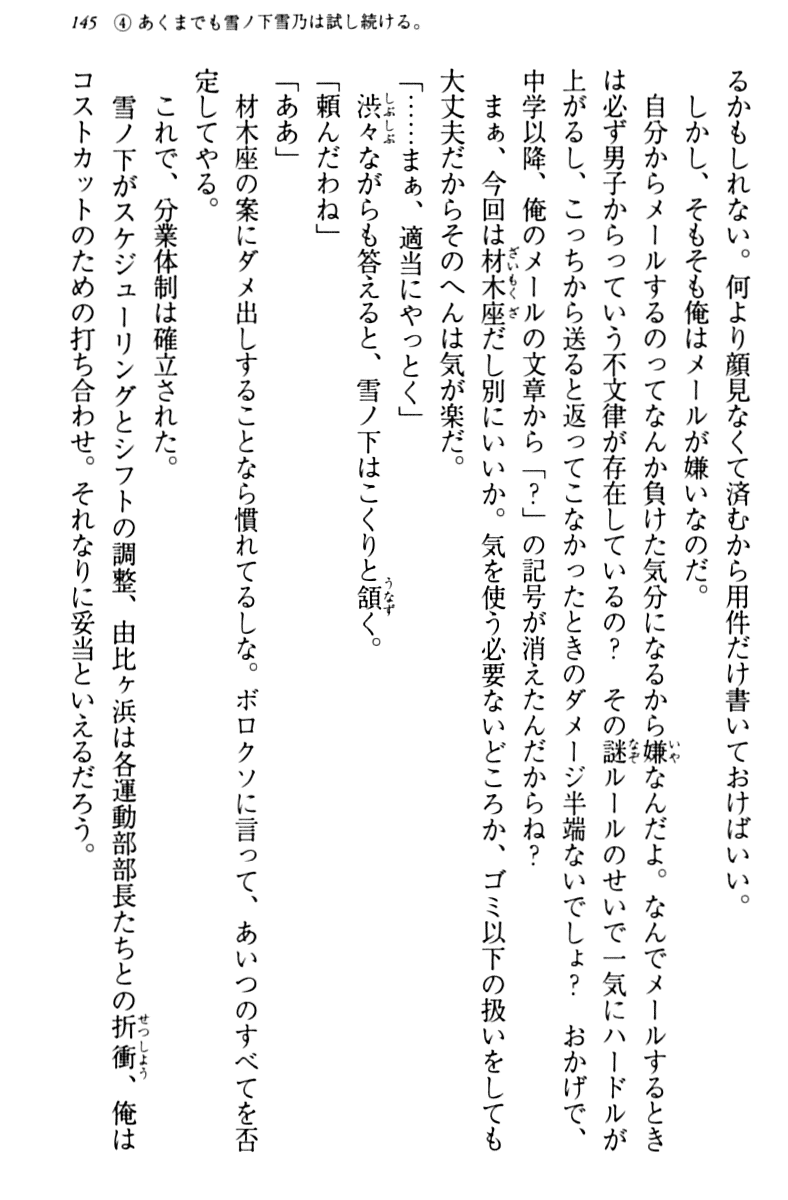 145 ④ あくまでも雪ノ下雪乃は試し続ける。
るかもしれない。何より顔見なくて済むから用件だけ書いておけばいい。
しかし、そもそも俺はメールが嫌いなのだ。
自分からメールするのってなんか負けた気分になるから嫌なんだよ。なんでメールするとき
は必ず男子からっていう不文律が存在しているの？　その謎ルールのせいで一気にハードルが
上がるし、こっちから送ると返ってこなかったときのダメージ半端ないでしょ？　おかげで、
中学以降、俺のメールの文章から「？」の記号が消えたんだからね？
まぁ、今回は材木座だし別にいいか。気を使う必要ないどころか、ゴミ以下の扱いをしても
大丈夫だからそのへんは気が楽だ。
「……まぁ、適当にやっとく」
渋々ながらも答えると、雪ノ下はこくりと頷く。
「頼んだわね」
「ああ」
材木座の案にダメ出しすることなら慣れてるしな。ボロクソに言って、あいつのすべてを否
定してやる。
これで、分業体制は確立された。
雪ノ下がスケジューリングとシフトの調整、由比ヶ浜は各運動部部長たちとの折衝、俺は
コストカットのための打ち合わせ。それなりに妥当といえるだろう。